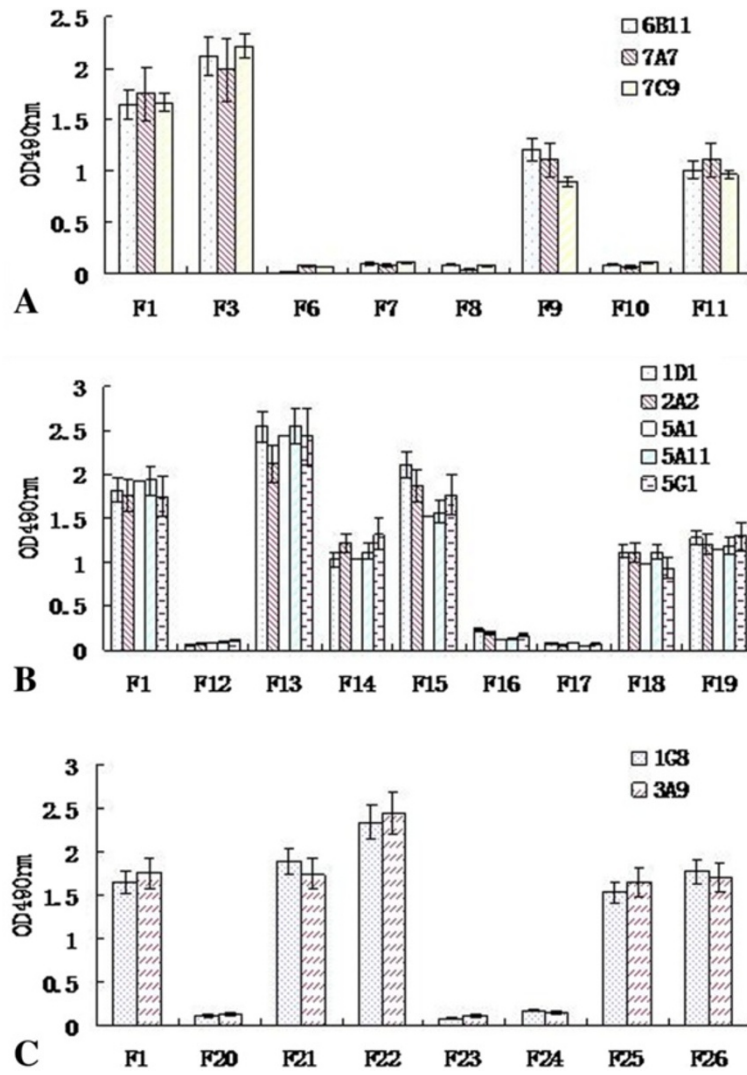 2.5
2
1.5
1
0.5
0
OD490nm
6B11
7A7
7C9
A
F1 F3 F6 F7 F8 F9 F10 F11
3
2.5
2
1.5
1
0.5
0
OD490nm
1D1
2A2
5A1
5A11
5G1
B
F1 F12 F13 F14 F15 F16 F17 F18 F19
3
2.5
2
1.5
1
0.5
0
OD490nm
1G8
3A9
C
F1 F20 F21 F22 F23 F24 F25 F26